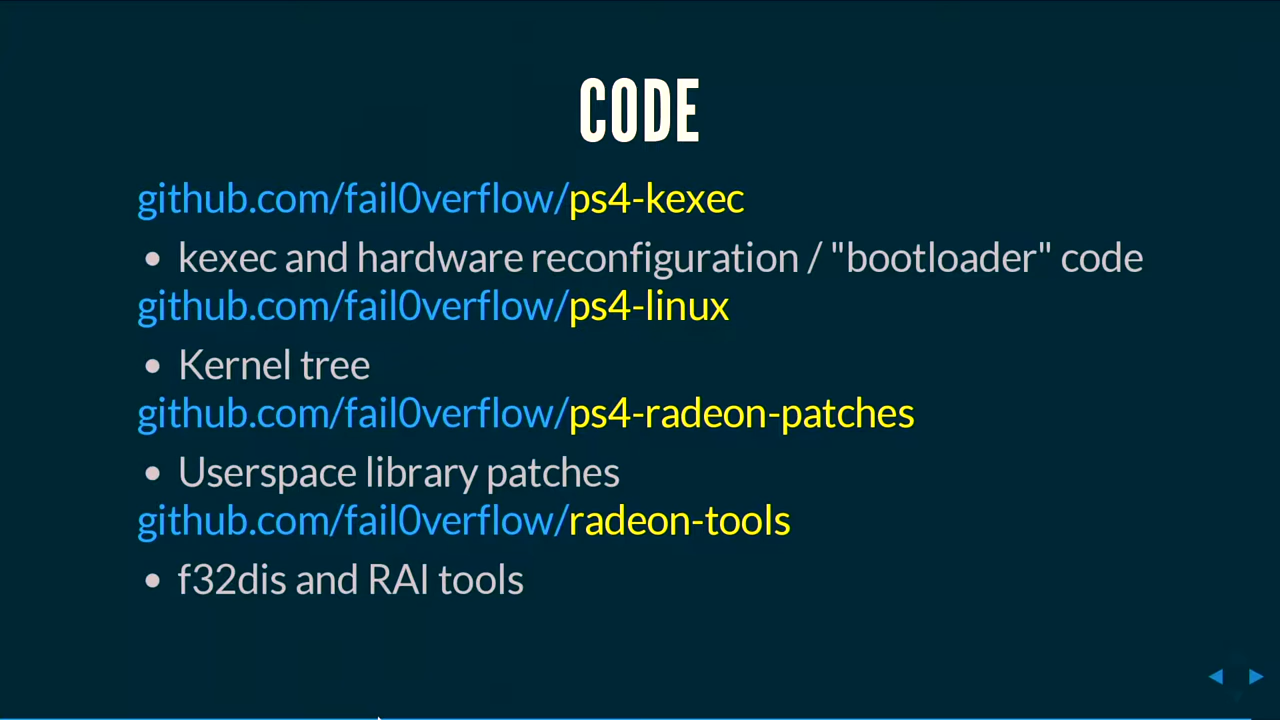 CODE
github.com/fail0verflow/ps4-kexec
• kexec and hardware reconfiguration / "bootloader" code
github.com/fail0verflow/ps4-linux
• Kernel tree
github.com/fail0verflow/ps4-radeon-patches
• Userspace library patches
github.com/fail0verflow/radeon-tools
• f32dis and RAI tools